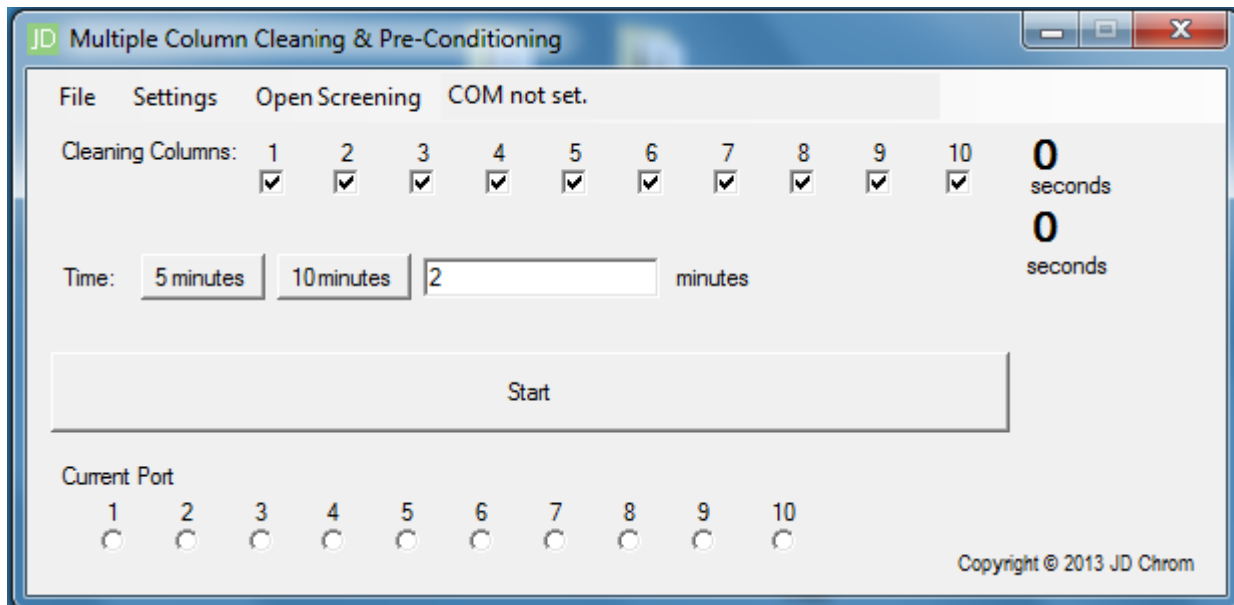 JD Multiple Column Cleaning & Pre-Conditioning
File Settings Open Screening COM not set.
Cleaning Columns: 1 2 3 4 5 6 7 8 9 10
0
seconds
0
seconds
Time: 5 minutes 10 minutes 2 minutes
Start
Current Port
1 2 3 4 5 6 7 8 9 10
Copyright © 2013 JD Chrom